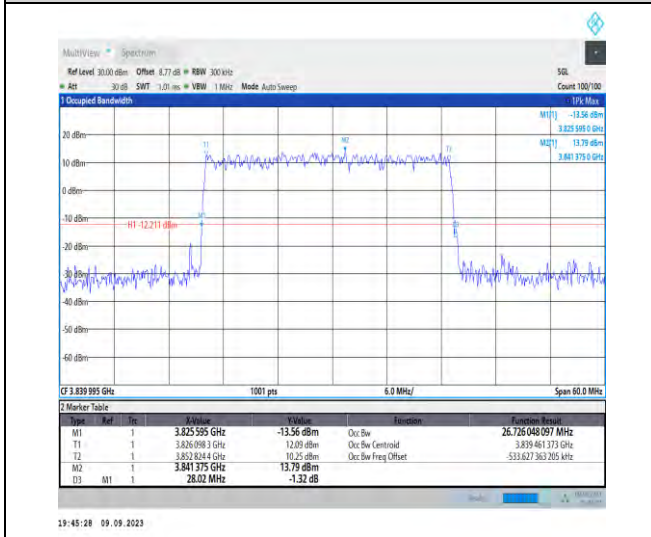 MultiView Spectrum
Ref Level 30.00 dBm Offset 8.77 dB RBW 300 kHz SGL
Att 30 dB SWT 1.01 ms VBW 1 MHz Mode Auto Sweep Count 100/100
1 Occupied Bandwidth 1Pk Max
M1[1] -13.56 dBm
3.825 595 0 GHz
M2[1] 13.79 dBm
3.841 375 0 GHz
20 dBm
M2
T1
10 dBm
0 dBm
-10 dBm
M1
H1 -12.211 dBm
-20 dBm
-30 dBm
-40 dBm
-50 dBm
-60 dBm
CF 3.839 995 GHz 1001 pts 6.0 MHz/ Span 60.0 MHz
2 Marker Table
Type Ref Trc X-Value Y-Value Function Function Result
M1 1 3.825 595 GHz -13.56 dBm Occ Bw 26.726 048 097 MHz
T1 1 3.826 098 3 GHz 12.09 dBm Occ Bw Centroid 3.839 461 373 GHz
T2 1 3.852 824 4 GHz 10.25 dBm Occ Bw Freq Offset -533.627 363 205 kHz
M2 1 3.841 375 GHz 13.79 dBm
D3 M1 1 28.02 MHz -1.32 dB
19:45:28 09.09.2023